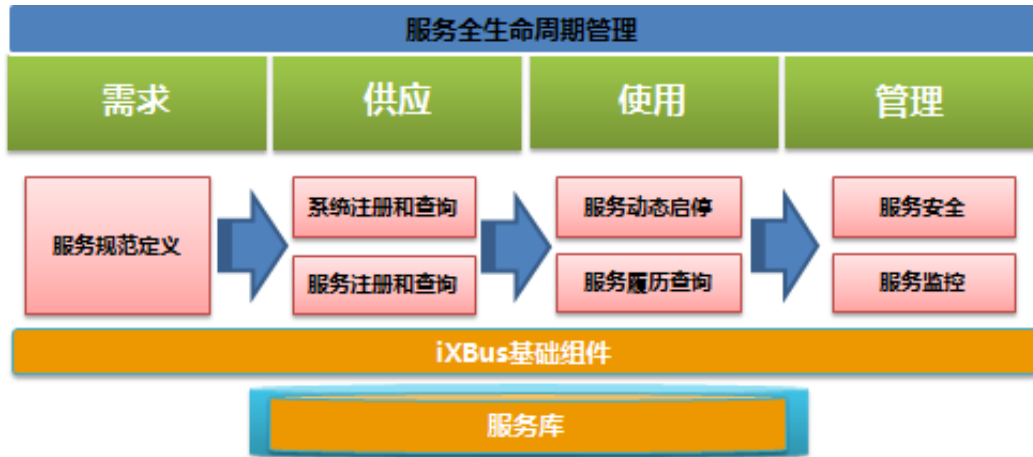 服务全生命周期管理
需求
供应
使用
管理
服务规范定义
系统注册和查询
服务注册和查询
服务动态启停
服务履历查询
服务安全
服务监控
iXBus基础组件
服务库